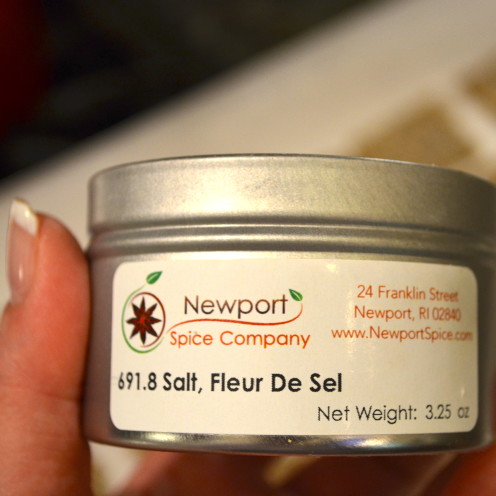 Newport
Spice Company
24 Franklin Street
Newport, RI 02840
www.NewportSpice.com
691.8 Salt, Fleur De Sel
Net Weight: 3.25 oz